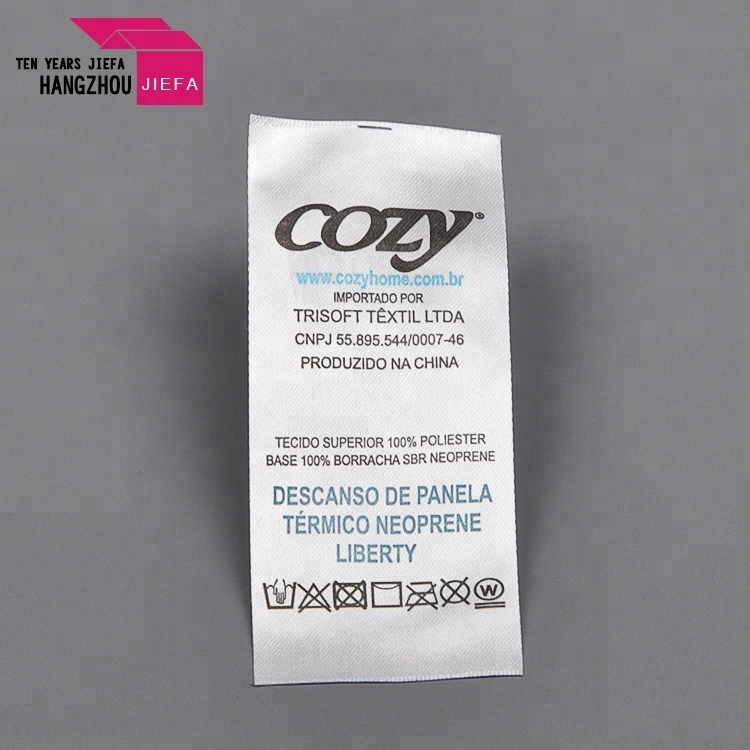 TEN YEARS JIEFA
HANGZHOU JIEFA
COZY®
www.cozyhome.com.br
IMPORTADO POR
TRISOFT TÊXTIL LTDA
CNPJ 55.895.544/0007-46
PRODUZIDO NA CHINA
TECIDO SUPERIOR 100% POLIESTER
BASE 100% BORRACHA SBR NEOPRENE
DESCANSO DE PANELA
TÉRMICO NEOPRENE
LIBERTY
W